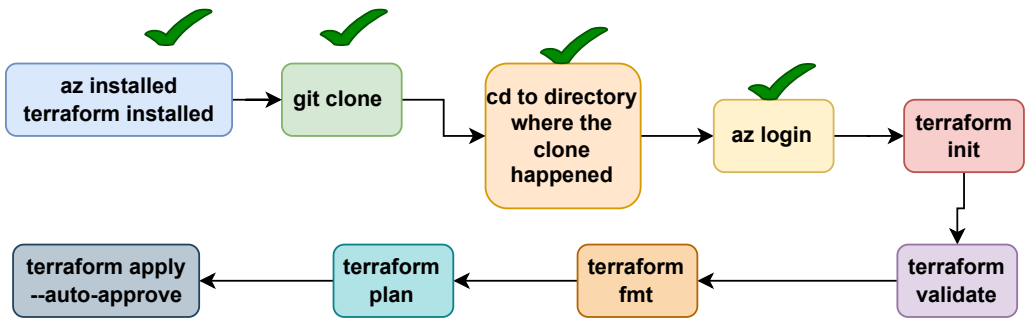 az installed
terraform installed
git clone
cd to directory
where the
clone
happened
az login
terraform
init
terraform
validate
terraform
fmt
terraform
plan
terraform apply
--auto-approve